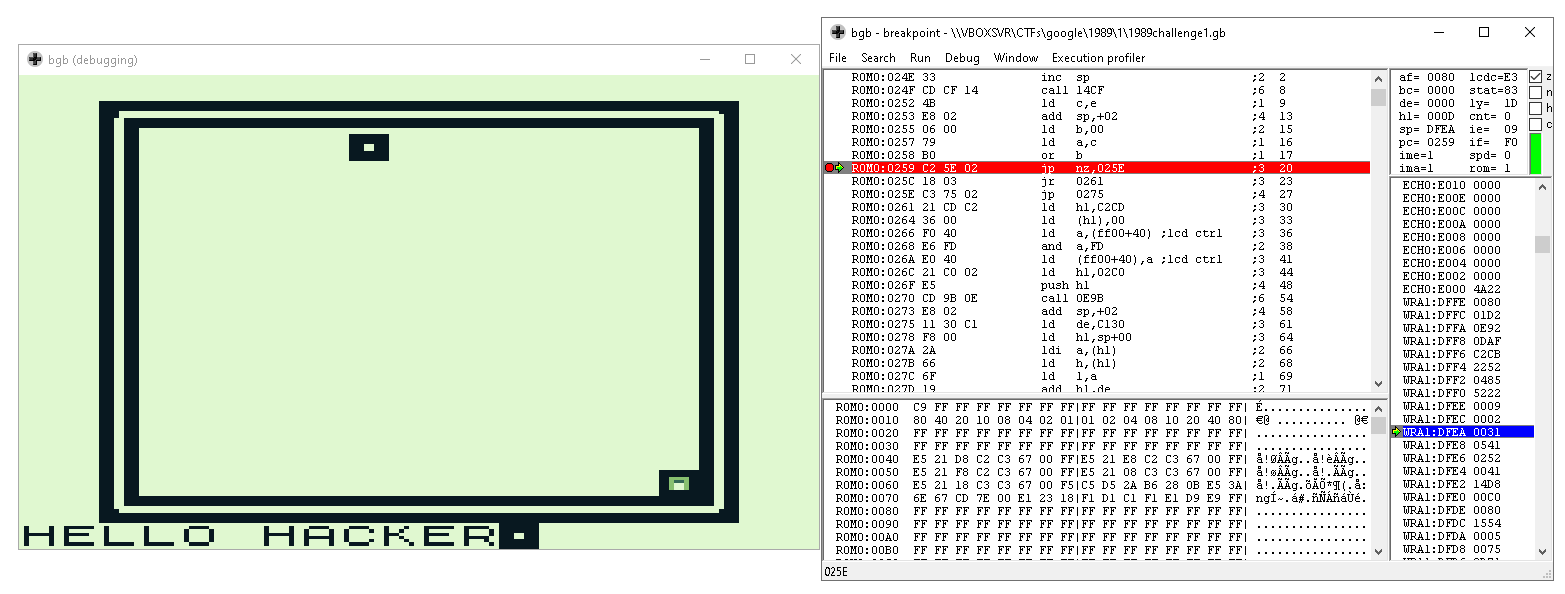 bgb (debugging)
HELLO HACKER
bgb - breakpoint - \\VBOXSVR\CTFs\google\1989\1\1989challenge1.gb
File Search Run Debug Window Execution profiler
ROM0:024E 33 inc sp ;2 2
ROM0:024F CD CF 14 call 14CF ;6 8
ROM0:0252 4B ld c,e ;1 9
ROM0:0253 E8 02 add sp,+02 ;4 13
ROM0:0255 06 00 ld b,00 ;2 15
ROM0:0257 79 ld a,c ;1 16
ROM0:0258 B0 or b ;1 17
ROM0:0259 C2 5E 02 jp nz,025E ;3 20
ROM0:025C 18 03 jr 0261 ;3 23
ROM0:025E C3 75 02 jp 0275 ;4 27
ROM0:0261 21 CD C2 ld hl,C2CD ;3 30
ROM0:0264 36 00 ld (hl),00 ;3 33
ROM0:0266 F0 40 ld a,(ff00+40) ;lcd ctrl ;3 36
ROM0:0268 E6 FD and a,FD ;2 38
ROM0:026A E0 40 ld (ff00+40),a ;lcd ctrl ;3 41
ROM0:026C 21 C0 02 ld hl,02C0 ;3 44
ROM0:026F E5 push hl ;4 48
ROM0:0270 CD 9B 0E call 0E9B ;6 54
ROM0:0273 E8 02 add sp,+02 ;4 58
ROM0:0275 11 30 C1 ld de,C130 ;3 61
ROM0:0278 F8 00 ld hl,sp+00 ;3 64
ROM0:027A 2A ldi a,(hl) ;2 66
ROM0:027B 66 ld h,(hl) ;2 68
ROM0:027C 6F ld l,a ;1 69
ROM0:027D 19 add hl,de ;2 71
af= 0080 lcdc=E3 z
bc= 0000 stat=83 n
de= 0000 ly= 1D h
hl= 000D cnt= 0 c
sp= DFEA ie= 09
pc= 0259 if= F0
ime=1 spd= 0
ima=1 rom= 1
ROM0:0000 C9 FF FF FF FF FF FF FF|FF FF FF FF FF FF FF FF| É...............
ROM0:0010 80 40 20 10 08 04 02 01|01 02 04 08 10 20 40 80| €@ .......... @€
ROM0:0020 FF FF FF FF FF FF FF FF|FF FF FF FF FF FF FF FF| ................
ROM0:0030 FF FF FF FF FF FF FF FF|FF FF FF FF FF FF FF FF| ................
ROM0:0040 E5 21 D8 C2 C3 67 00 FF|E5 21 E8 C2 C3 67 00 FF| å!ØÂÃg..å!èÂÃg..
ROM0:0050 E5 21 F8 C2 C3 67 00 FF|E5 21 08 C3 C3 67 00 FF| å!øÂÃg..å!.ÃÃg..
ROM0:0060 E5 21 18 C3 C3 67 00 F5|C5 D5 2A B6 28 0B E5 3A| å!.ÃÃg.õÅÕ*¶(.å:
ROM0:0070 6E 67 CD 7E 00 E1 23 18|F1 D1 C1 F1 E1 D9 E9 FF| ngÍ~.á#.ñÑÁñáÙé.
ROM0:0080 FF FF FF FF FF FF FF FF|FF FF FF FF FF FF FF FF| ................
ROM0:0090 FF FF FF FF FF FF FF FF|FF FF FF FF FF FF FF FF| ................
ROM0:00A0 FF FF FF FF FF FF FF FF|FF FF FF FF FF FF FF FF| ................
ROM0:00B0 FF FF FF FF FF FF FF FF|FF FF FF FF FF FF FF FF| ................
ECH0:E010 0000
ECH0:E00E 0000
ECH0:E00C 0000
ECH0:E00A 0000
ECH0:E008 0000
ECH0:E006 0000
ECH0:E004 0000
ECH0:E002 0000
ECH0:E000 4A22
WRA1:DFFE 0080
WRA1:DFFC 01D2
WRA1:DFFA 0E92
WRA1:DFF8 0DAF
WRA1:DFF6 C2CB
WRA1:DFF4 2252
WRA1:DFF2 0485
WRA1:DFF0 5222
WRA1:DFEE 0009
WRA1:DFEC 0002
WRA1:DFEA 0031
WRA1:DFE8 0541
WRA1:DFE6 0252
WRA1:DFE4 0041
WRA1:DFE2 14D8
WRA1:DFE0 00C0
WRA1:DFDE 0080
WRA1:DFDC 1554
WRA1:DFDA 0005
WRA1:DFD8 0075
025E